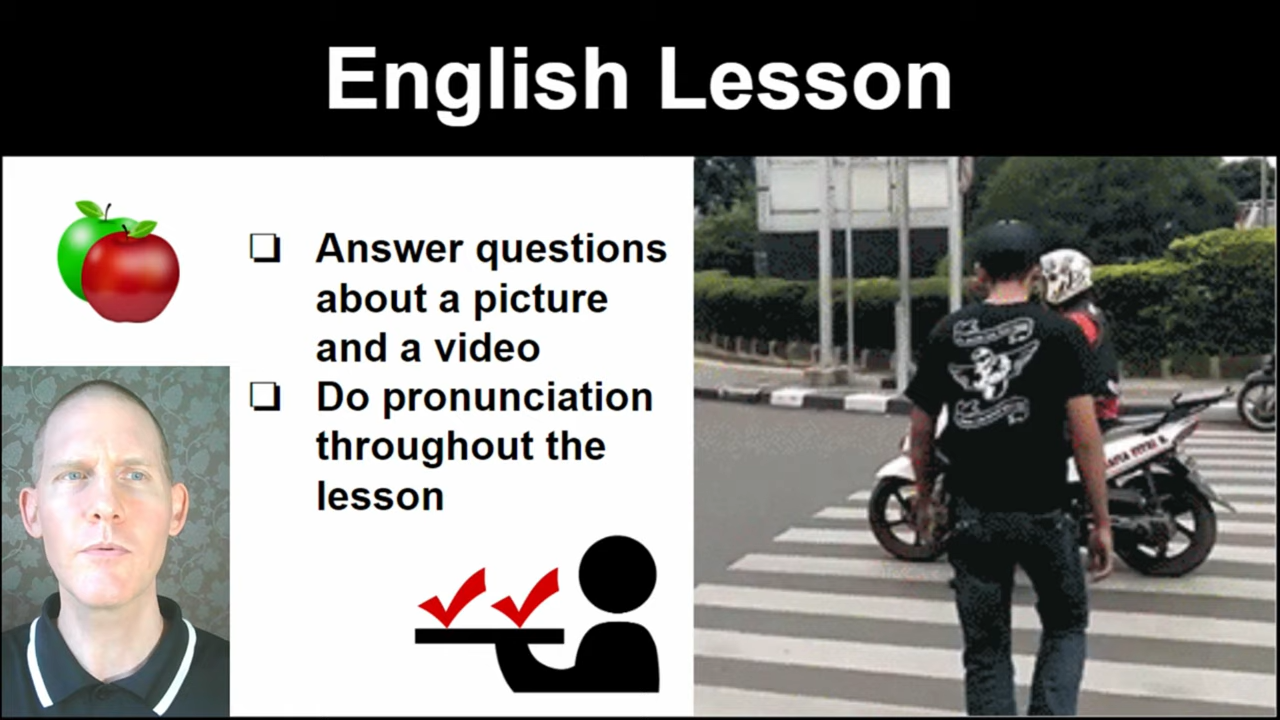 English Lesson
❏ Answer questions
about a picture
and a video
❏ Do pronunciation
throughout the
lesson